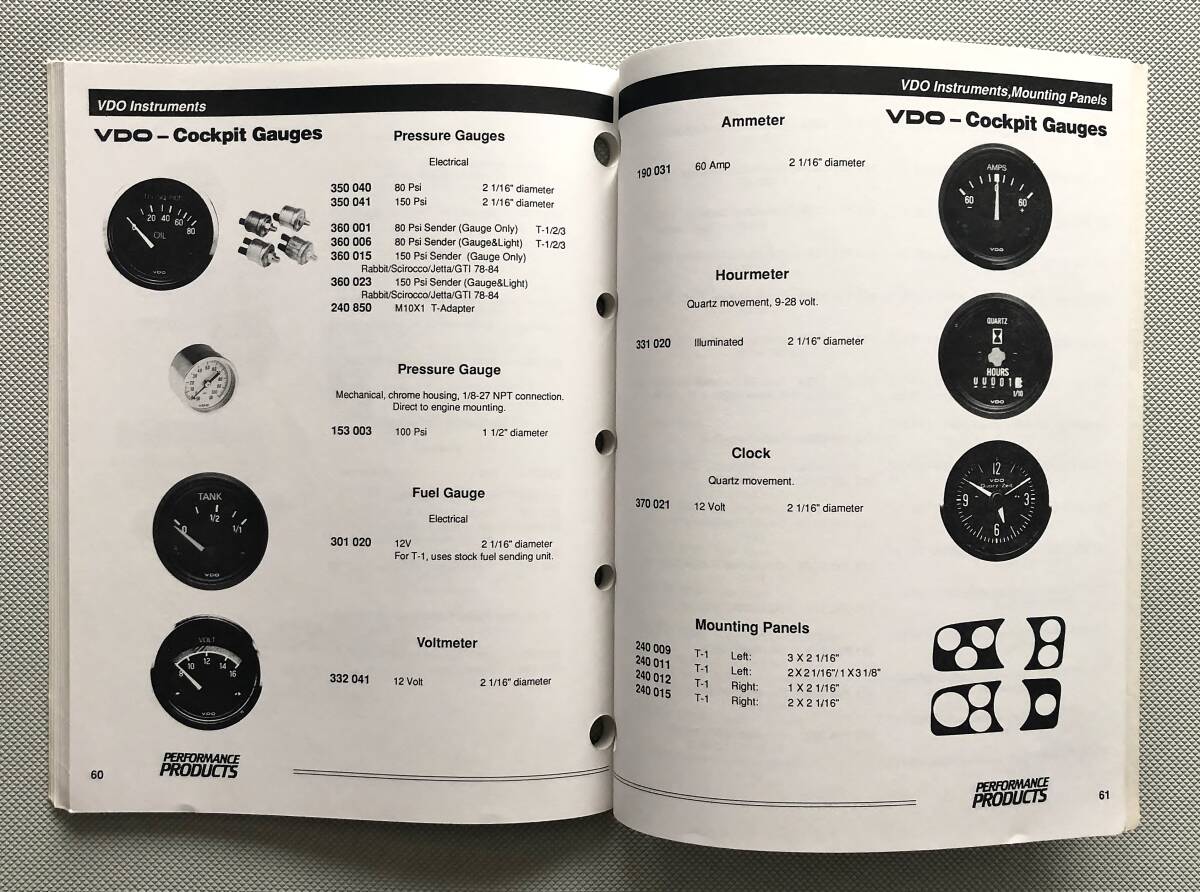 VDO Instruments
VDO – Cockpit Gauges
Pressure Gauges
Electrical
350 040 80 Psi 2 1/16" diameter
350 041 150 Psi 2 1/16" diameter
360 001 80 Psi Sender (Gauge Only) T-1/2/3
360 006 80 Psi Sender (Gauge&Light) T-1/2/3
360 015 150 Psi Sender (Gauge Only)
Rabbit/Scirocco/Jetta/GTI 78-84
360 023 150 Psi Sender (Gauge&Light)
Rabbit/Scirocco/Jetta/GTI 78-84
240 850 M10X1 T-Adapter
0 20 40 60 80
OIL
VDO
Pressure Gauge
Mechanical, chrome housing, 1/8-27 NPT connection.
Direct to engine mounting.
153 003 100 Psi 1 1/2" diameter
Fuel Gauge
Electrical
301 020 12V 2 1/16" diameter
For T-1, uses stock fuel sending unit.
TANK
0 1/2 1/1
VDO
Voltmeter
332 041 12 Volt 2 1/16" diameter
VOLT
8 10 12 14 16
VDO
PERFORMANCE
PRODUCTS
60
VDO Instruments,Mounting Panels
VDO – Cockpit Gauges
Ammeter
190 031 60 Amp 2 1/16" diameter
AMPS
60 0 60
- +
VDO
Hourmeter
Quartz movement, 9-28 volt.
331 020 Illuminated 2 1/16" diameter
QUARTZ
HOURS
1/10
VDO
Clock
Quartz movement.
370 021 12 Volt 2 1/16" diameter
12
VDO
Quarz-Zeit
9 3
6
Mounting Panels
240 009 T-1 Left: 3 X 2 1/16"
240 011 T-1 Left: 2 X 2 1/16"/ 1 X 3 1/8"
240 012 T-1 Right: 1 X 2 1/16"
240 015 T-1 Right: 2 X 2 1/16"
PERFORMANCE
PRODUCTS
61